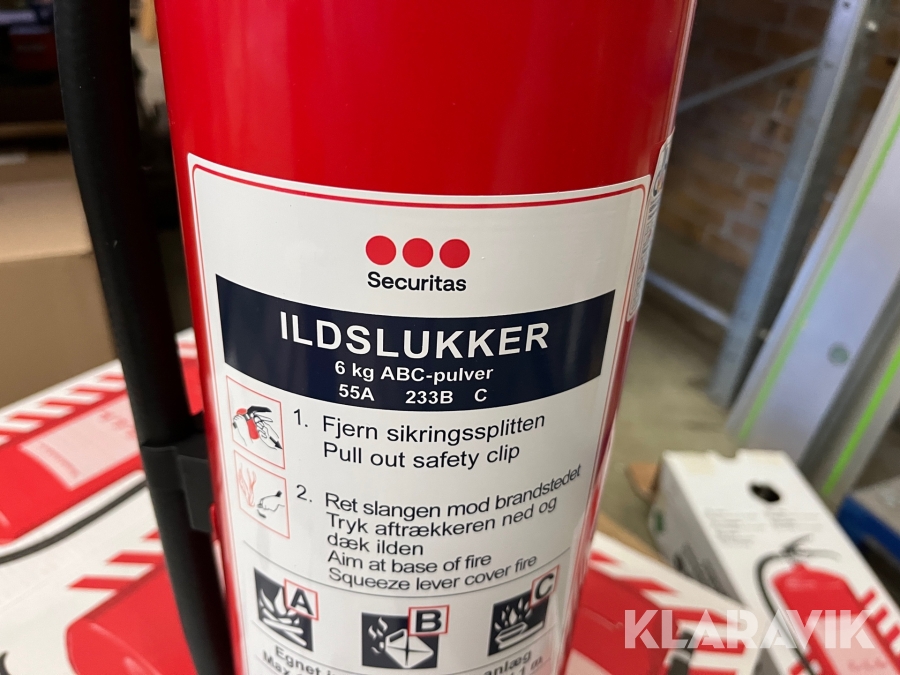 Securitas
ILDSLUKKER
6 kg ABC-pulver
55A 233B C
1. Fjern sikringssplitten
Pull out safety clip
2. Ret slangen mod brandstedet
Tryk aftrækkeren ned og
dæk ilden
Aim at base of fire
Squeeze lever cover fire
A B C
Egnet
KLARAVIK